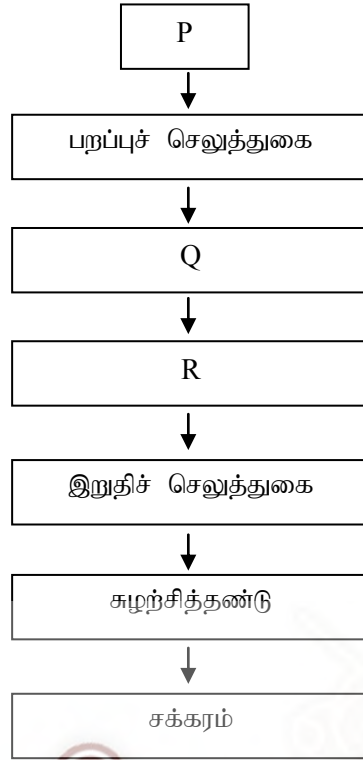 P
பறப்புச் செலுத்துகை
Q
R
இறுதிச் செலுத்துகை
சுழற்சித்தண்டு
சக்கரம்